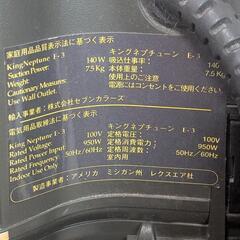 家庭用品品質表示法に基づく表示
KingNeptune E-3 キングネプチューン E-3
Suction Power: 140 W 吸込仕事率： 140
Weight: 7.5 Kg 本体重量： 7.5 Kg
Cautionary Measures: 使用上のご注意
Use Wall Outlet. 電源にはコンセントをご使用ください。
輸入事業者：株式会社セブンカラーズ
電気用品取締法に基づく表示
King Neptune E-3 キングネプチューン E-3
Rated Voltage 100V 定格電圧： 100V
Rated Power Input 950W 定格消費電力： 950W
Rated Frequency 50Hz/60Hz 定格周波数： 50Hz/60Hz
Indoor Use Only 室内用
製造事業者：アメリカ ミシガン州 レクスエア社